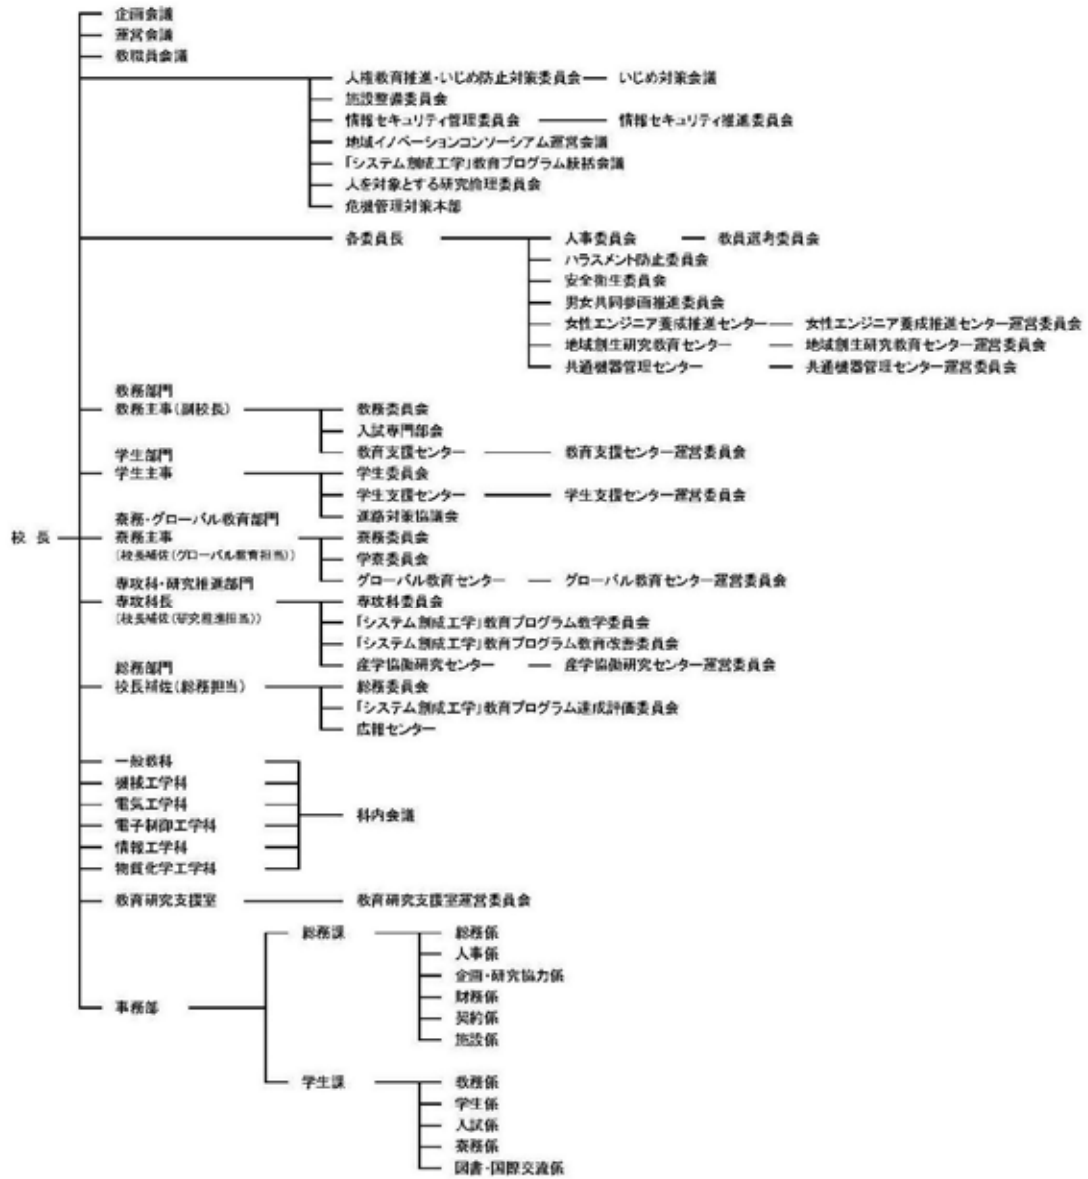 企画会議
運営会議
教職員会議
人権教育推進・いじめ防止対策委員会 いじめ対策会議
施設整備委員会
情報セキュリティ管理委員会 情報セキュリティ推進委員会
地域イノベーションコンソーシアム運営会議
「システム創成工学」教育プログラム統括会議
人を対象とする研究倫理委員会
危機管理対策本部
各委員長 人事委員会 教員選考委員会
ハラスメント防止委員会
安全衛生委員会
男女共同参画推進委員会
女性エンジニア養成推進センター 女性エンジニア養成推進センター運営委員会
地域創生研究教育センター 地域創生研究教育センター運営委員会
共通機器管理センター 共通機器管理センター運営委員会
教務部門
教務主事(副校長) 教務委員会
入試専門部会
教育支援センター 教育支援センター運営委員会
学生部門
学生主事 学生委員会
学生支援センター 学生支援センター運営委員会
進路対策協議会
寮務・グローバル教育部門
校長 寮務主事 寮務委員会
(校長補佐(グローバル教育担当)) 学寮委員会
グローバル教育センター グローバル教育センター運営委員会
専攻科・研究推進部門
専攻科長 専攻科委員会
(校長補佐(研究推進担当)) 「システム創成工学」教育プログラム教学委員会
「システム創成工学」教育プログラム教育改善委員会
産学協働研究センター 産学協働研究センター運営委員会
総務部門
校長補佐(総務担当) 総務委員会
「システム創成工学」教育プログラム達成評価委員会
広報センター
一般教科
機械工学科
電気工学科
科内会議
電子制御工学科
情報工学科
物質化学工学科
教育研究支援室 教育研究支援室運営委員会
総務課 総務係
人事係
企画・研究協力係
財務係
事務部
契約係
施設係
学生課 教務係
学生係
入試係
寮務係
図書・国際交流係